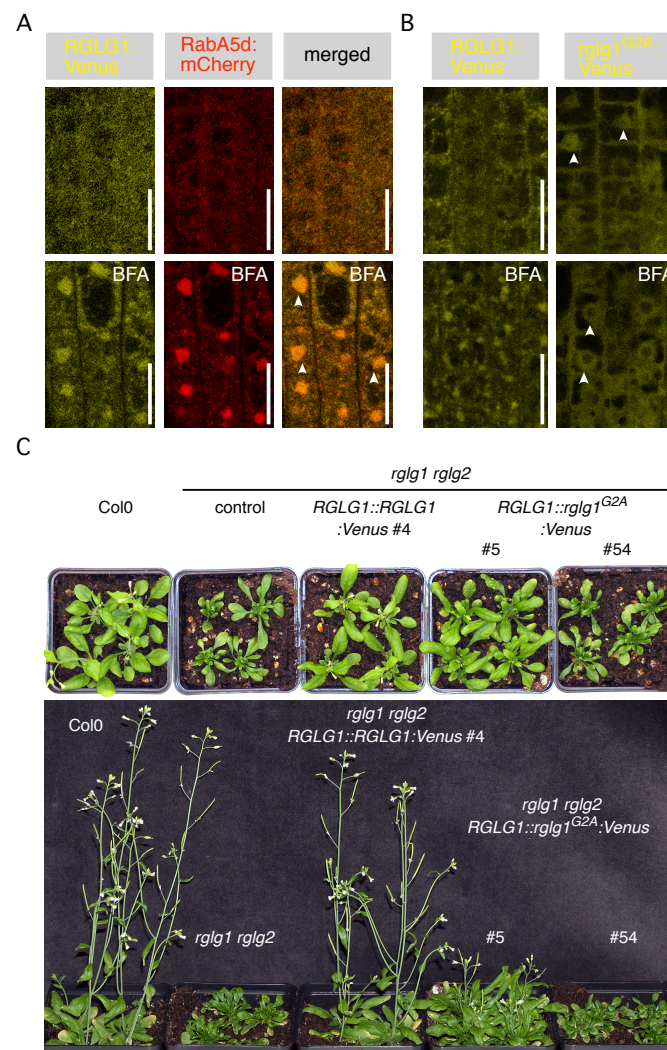 A
RGLG1:
Venus
RabA5d:
mCherry
merged
BFA
BFA
BFA
B
RGLG1:
Venus
rglg1G2A:
Venus
BFA
BFA
C
rglg1 rglg2
Col0
control
RGLG1::RGLG1
:Venus #4
RGLG1::rglg1G2A
:Venus
#5
#54
Col0
rglg1 rglg2
RGLG1::RGLG1:Venus #4
rglg1 rglg2
RGLG1::rglg1G2A:Venus
rglg1 rglg2
#5
#54